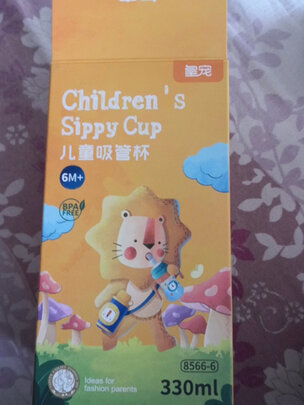 童宠
Children's
Sippy Cup
儿童吸管杯
6M+
BPA
FREE
8566-6
Ideas for
fashion parents
330ml